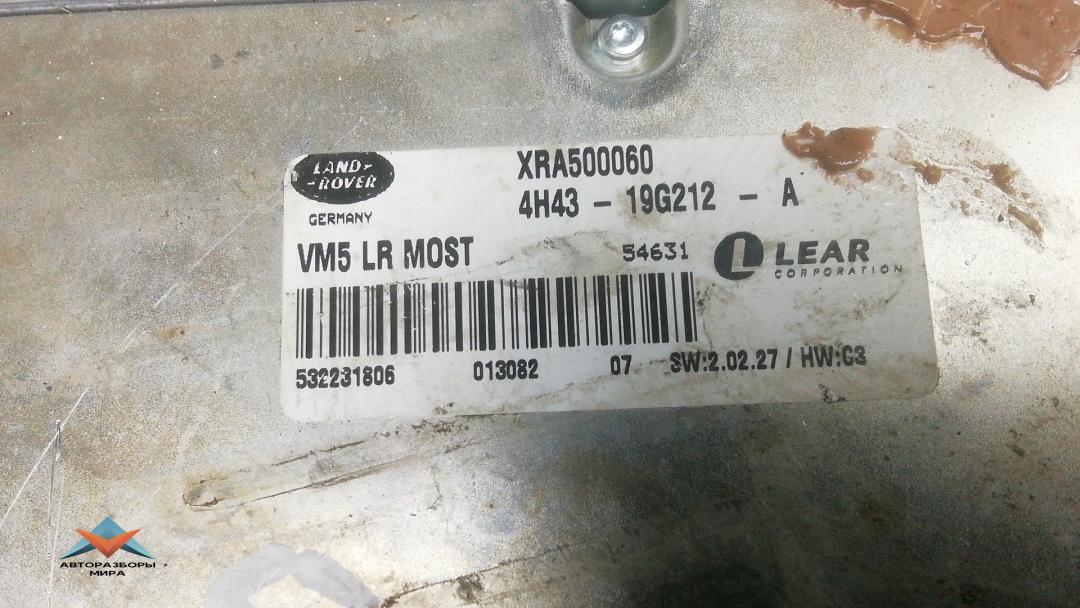 LAND-
-ROVER
GERMANY
XRA500060
4H43 - 19G212 - A
VM5 LR MOST
54631
LEAR
CORPORATION
532231806 013082 07 SW:2.02.27 / HW:C3
АВТОРАЗБОРЫ
МИРА